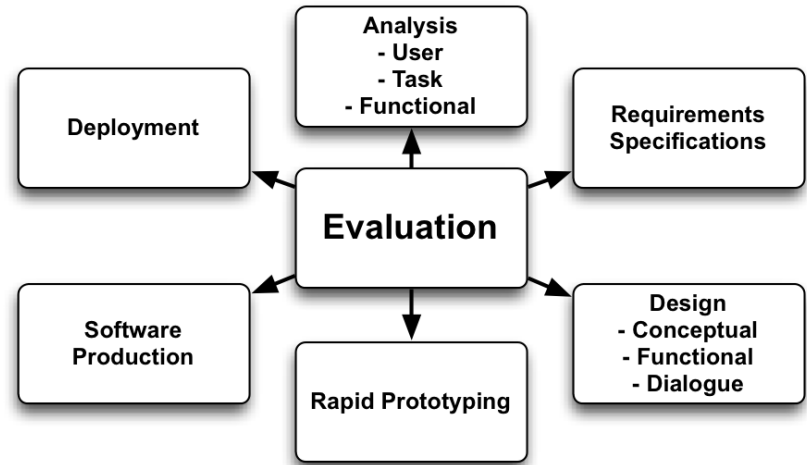 Analysis
- User
- Task
- Functional
Deployment
Requirements
Specifications
Evaluation
Software
Production
Rapid Prototyping
Design
- Conceptual
- Functional
- Dialogue